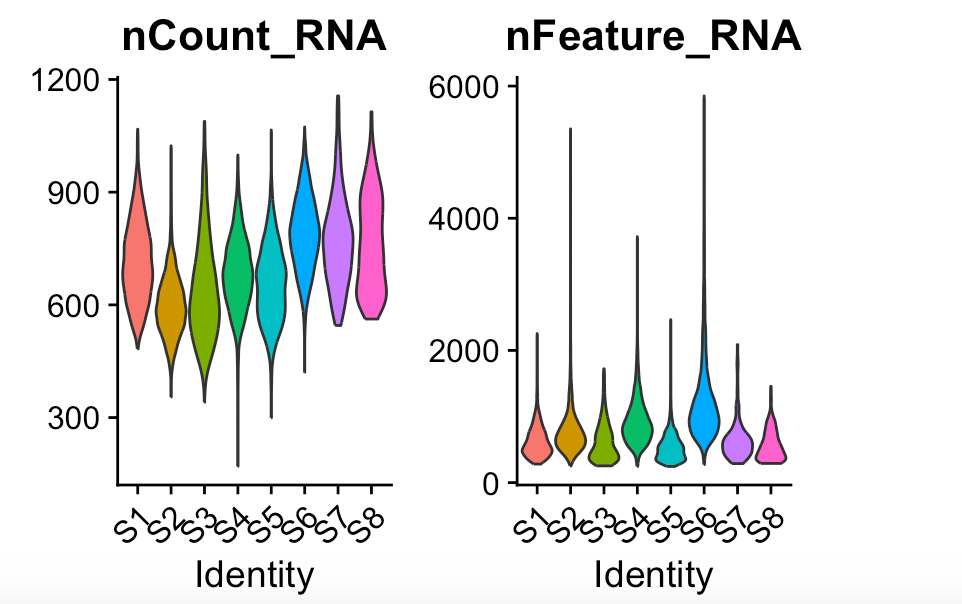 nCount_RNA
1200
900
600
300
S1 S2 S3 S4 S5 S6 S7 S8
Identity
nFeature_RNA
6000
4000
2000
0
S1 S2 S3 S4 S5 S6 S7 S8
Identity